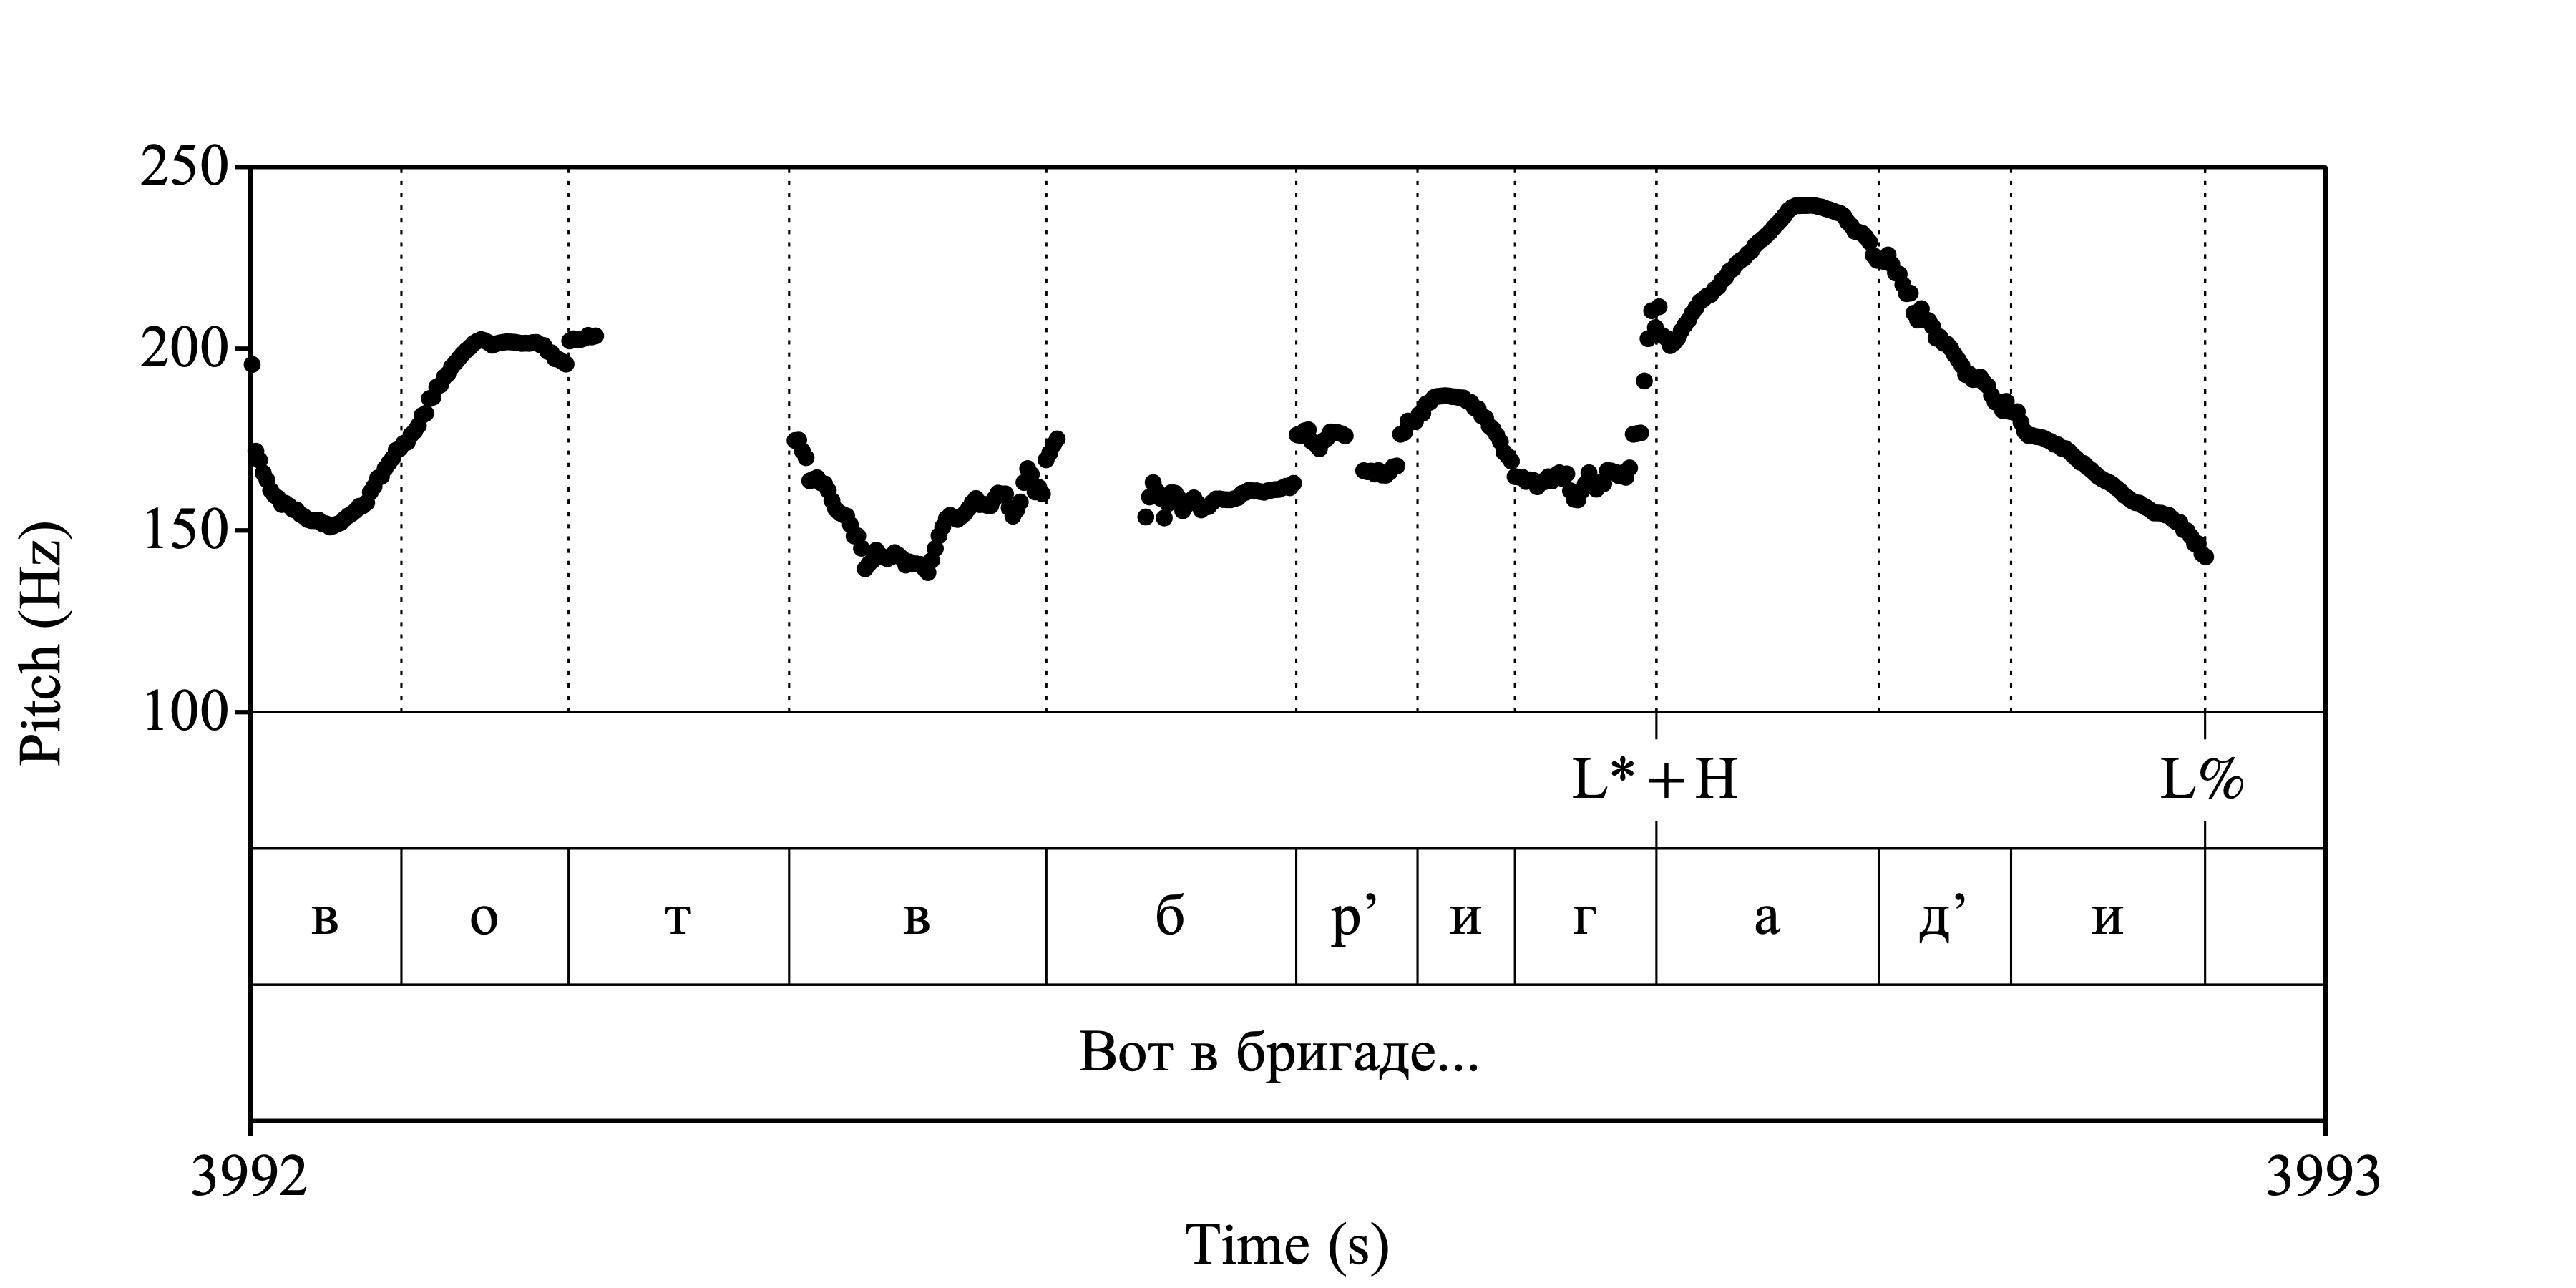 250
200
150
100
Pitch (Hz)
L*+H L%
в о т в б р’ и г а д’ и
Вот в бригаде...
3992 3993
Time (s)